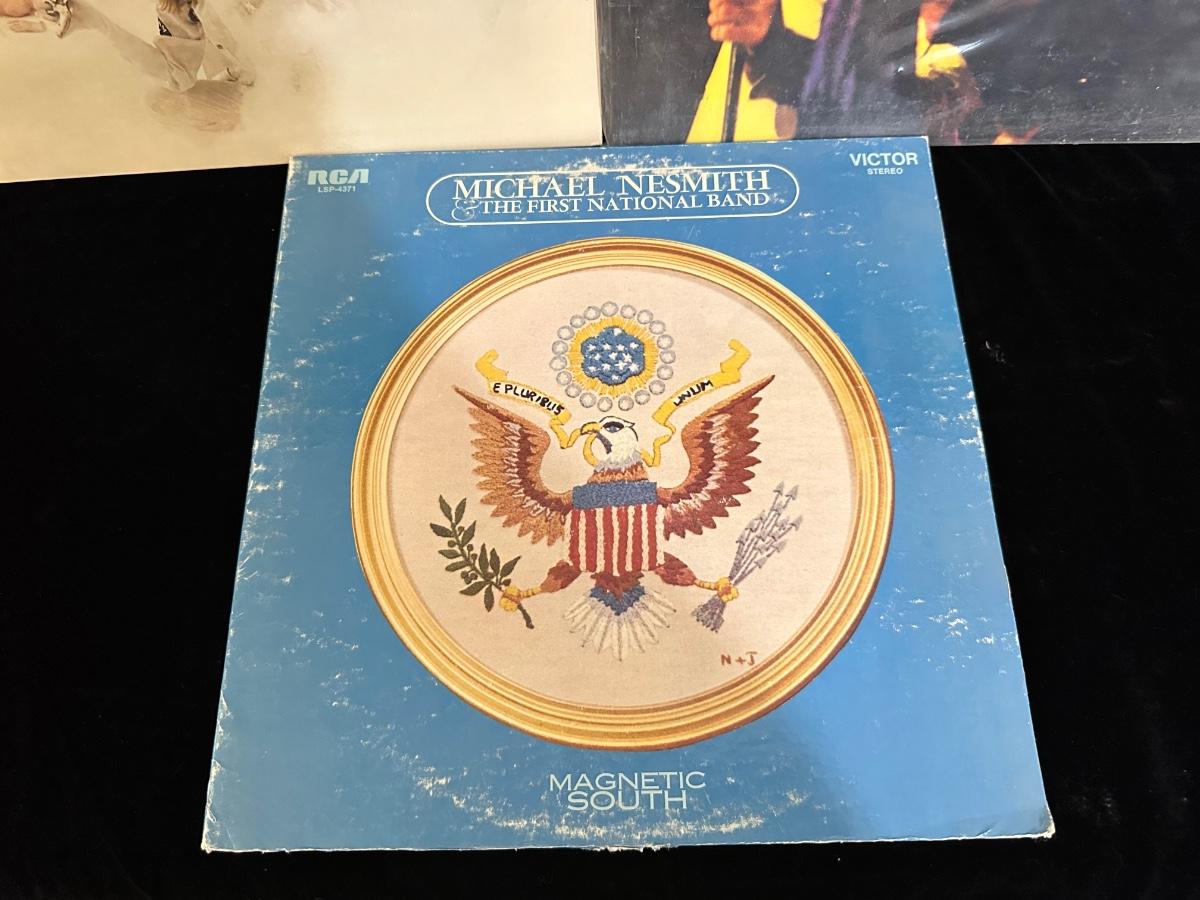 RCA
LSP-4371
MICHAEL NESMITH
& THE FIRST NATIONAL BAND
VICTOR
STEREO
E PLURIBUS
UNUM
N+J
MAGNETIC
SOUTH